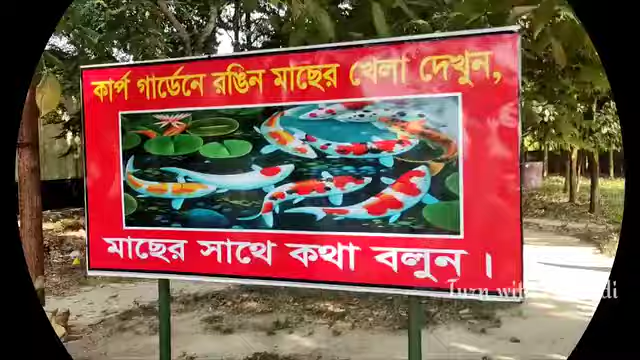 কার্প গার্ডেনে রঙিন মাছের খেলা দেখুন,
মাছের সাথে কথা বলুন ।